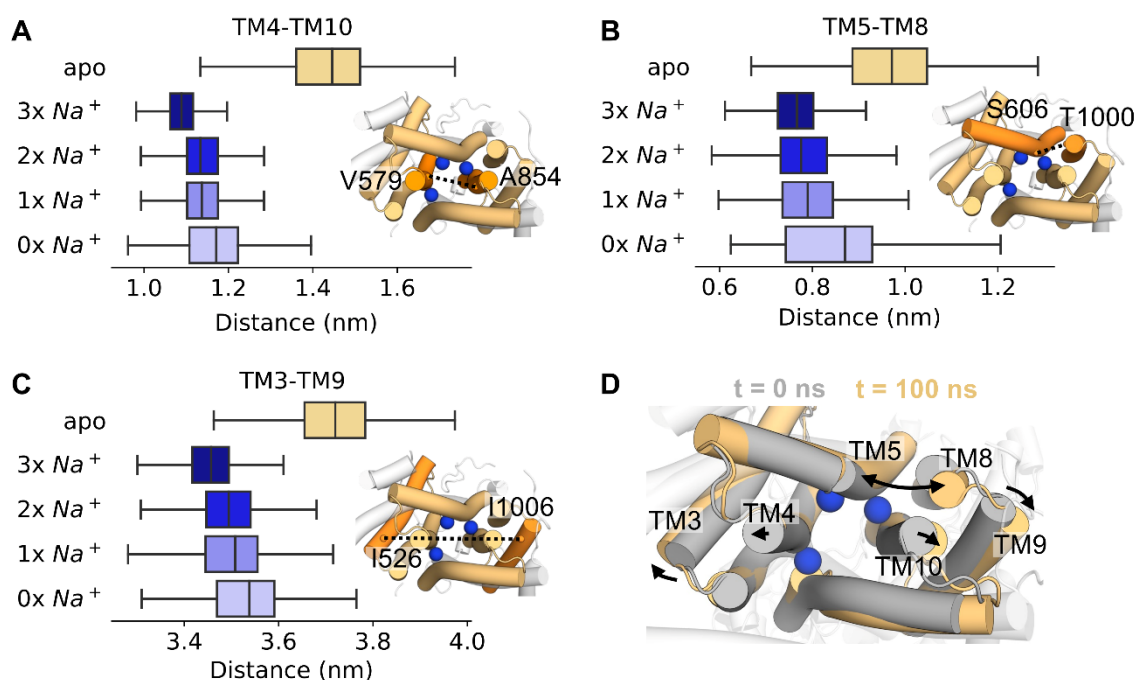 A
TM4-TM10
apo
3x Na+
2x Na+
1x Na+
0x Na+
V579
A854
1.0 1.2 1.4 1.6
Distance (nm)
B
TM5-TM8
apo
3x Na+
2x Na+
1x Na+
0x Na+
S606
T1000
0.6 0.8 1.0 1.2
Distance (nm)
C
TM3-TM9
apo
3x Na+
2x Na+
1x Na+
0x Na+
I1006
I526
3.4 3.6 3.8 4.0
Distance (nm)
D
t = 0 ns t = 100 ns
TM5
TM8
TM3
TM4
TM9
TM10